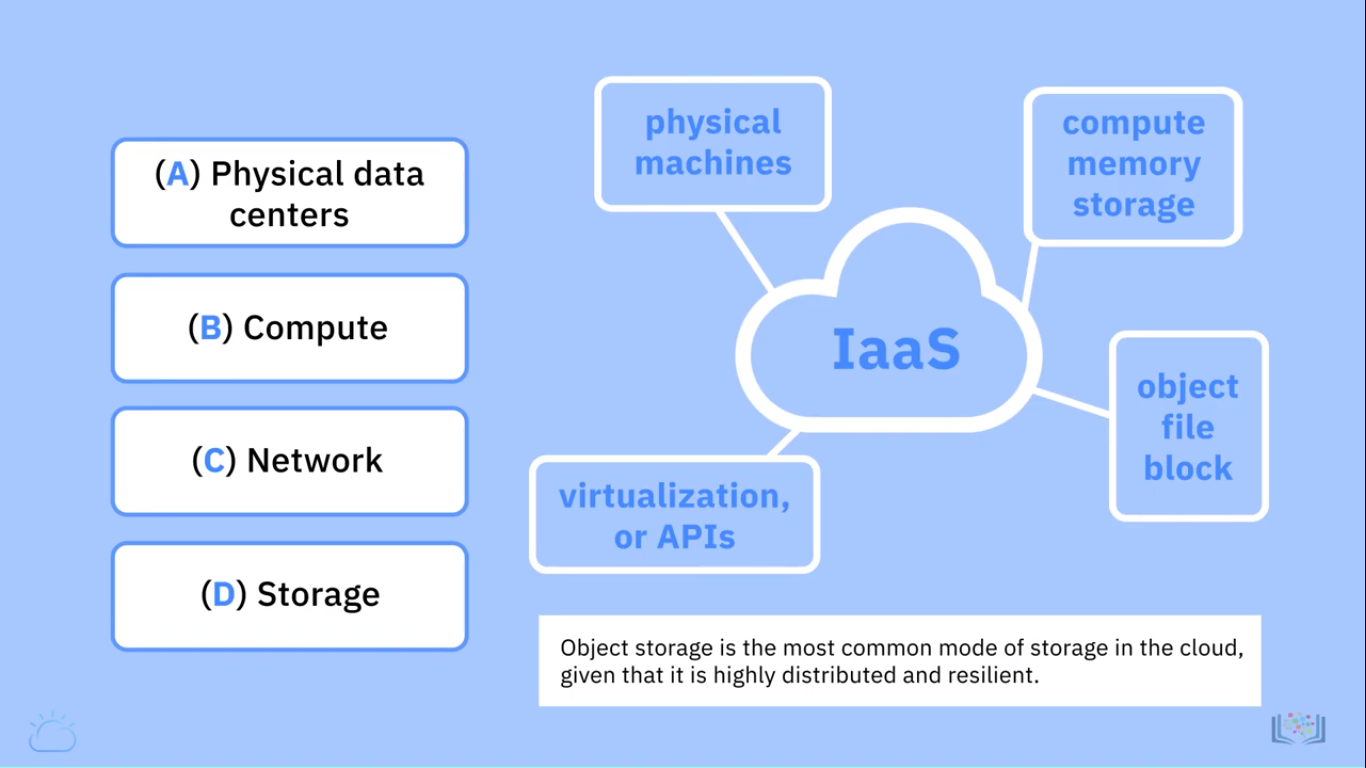 (A) Physical data
centers
(B) Compute
(C) Network
(D) Storage
physical
machines
compute
memory
storage
IaaS
object
file
block
virtualization,
or APIs
Object storage is the most common mode of storage in the cloud,
given that it is highly distributed and resilient.